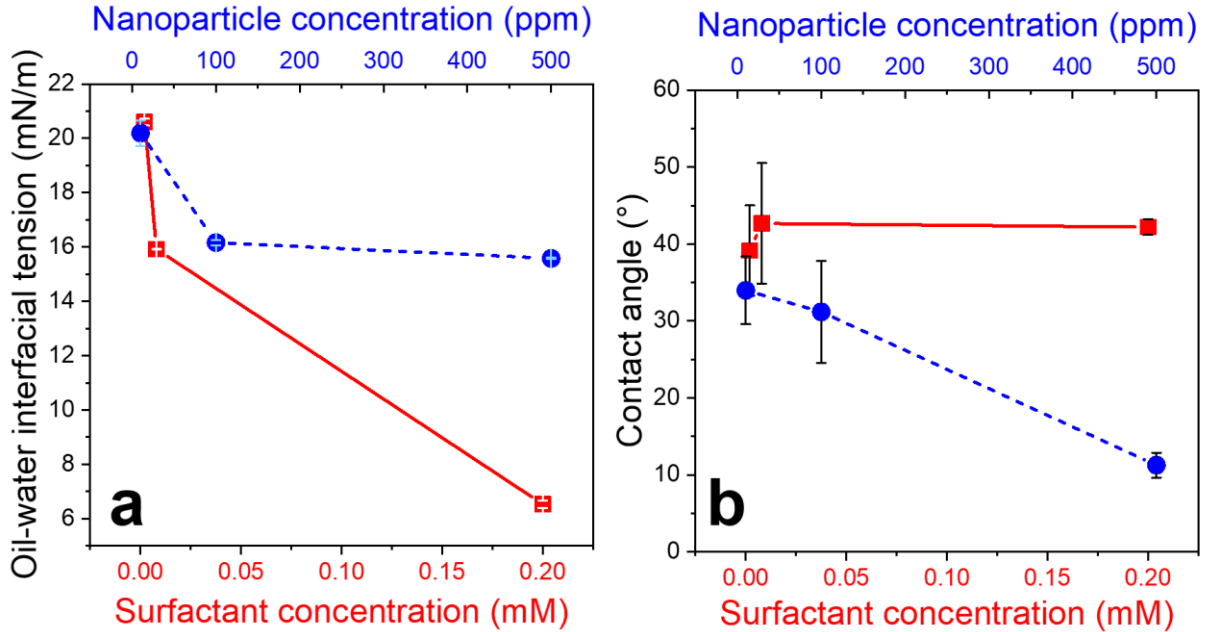 Nanoparticle concentration (ppm)
0 100 200 300 400 500
Oil-water interfacial tension (mN/m)
22
20
18
16
14
12
10
8
6
a
0.00 0.05 0.10 0.15 0.20
Surfactant concentration (mM)
Nanoparticle concentration (ppm)
0 100 200 300 400 500
Contact angle (°)
60
50
40
30
20
10
0
b
0.00 0.05 0.10 0.15 0.20
Surfactant concentration (mM)